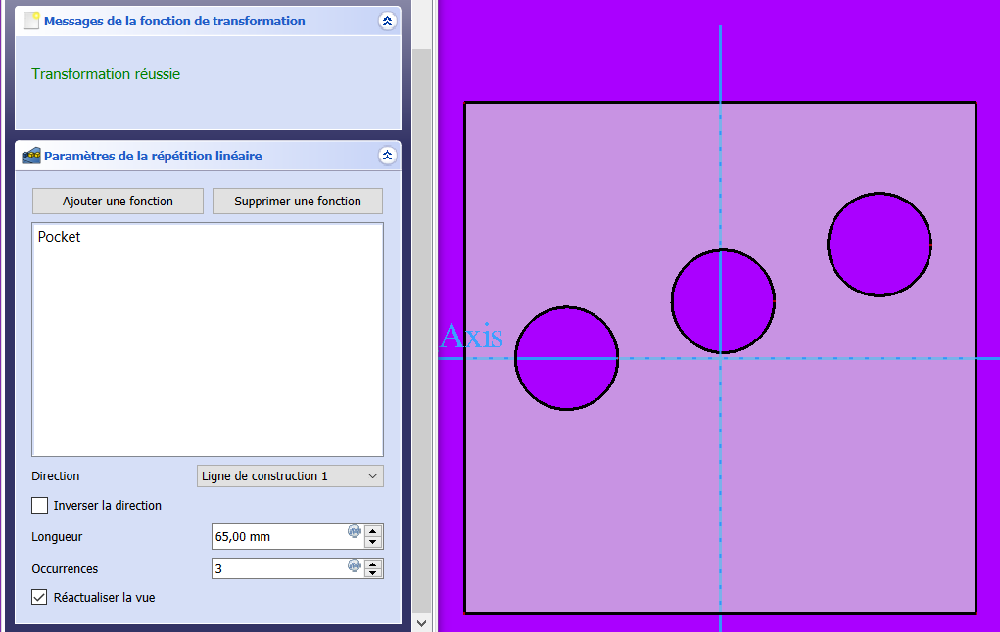 Messages de la fonction de transformation
Transformation réussie
Paramètres de la répétition linéaire
Ajouter une fonction Supprimer une fonction
Pocket
Direction Ligne de construction 1
Inverser la direction
Longueur 65,00 mm
Occurrences 3
Réactualiser la vue
Axis